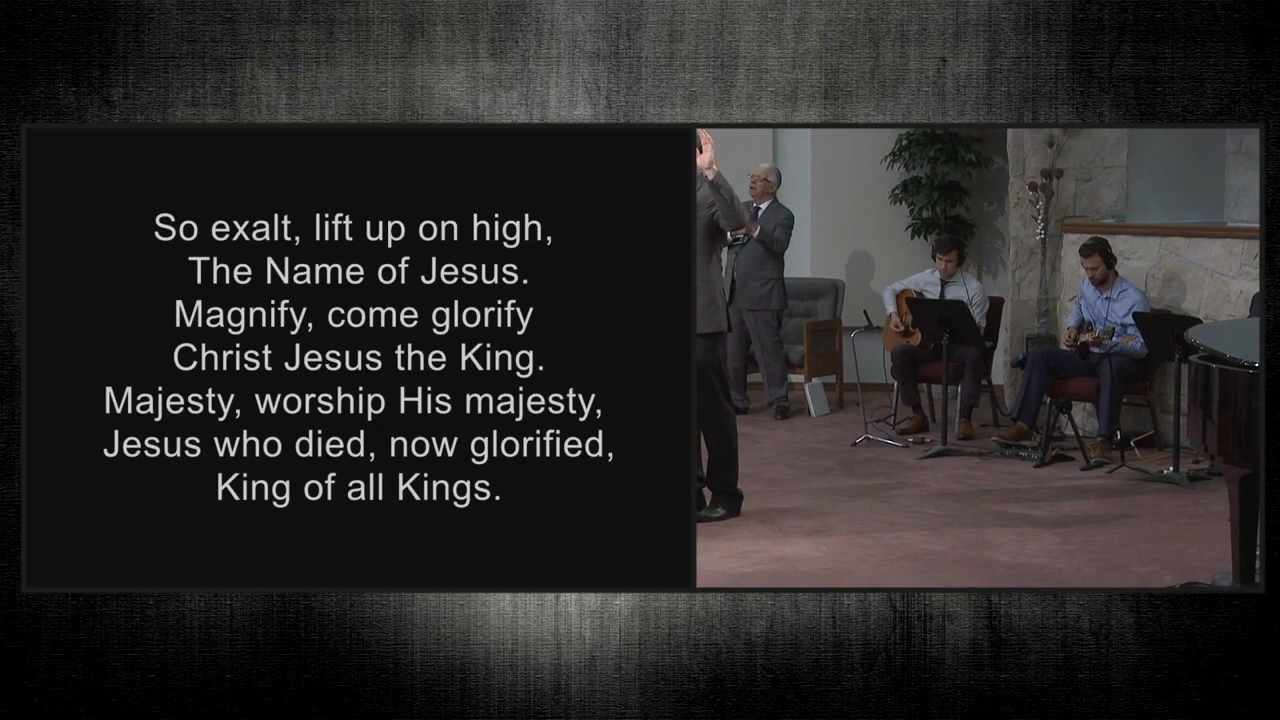 So exalt, lift up on high,
The Name of Jesus.
Magnify, come glorify
Christ Jesus the King.
Majesty, worship His majesty,
Jesus who died, now glorified,
King of all Kings.